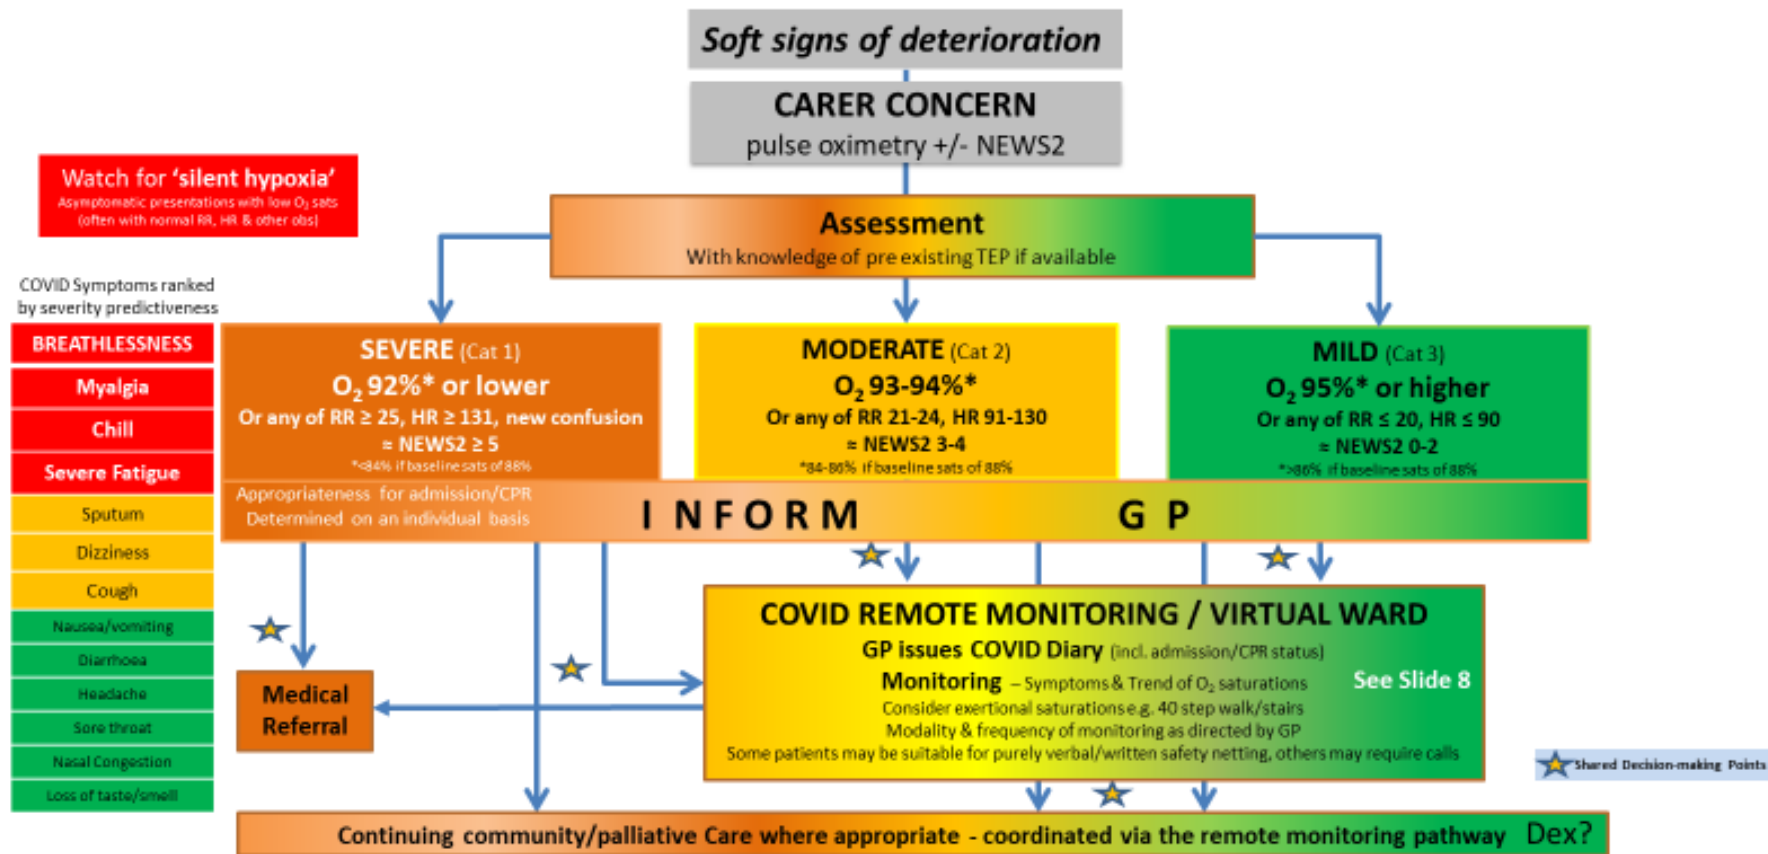 Soft signs of deterioration
CARER CONCERN
pulse oximetry +/- NEWS2
Watch for 'silent hypoxia'
Asymptomatic presentations with low O₂ sats
(often with normal RR, HR & other obs)
Assessment
With knowledge of pre existing TEP if available
COVID Symptoms ranked
by severity predictiveness
BREATHLESSNESS
Myalgia
Chill
Severe Fatigue
Sputum
Dizziness
Cough
Nausea/vomiting
Diarrhoea
Headache
Sore throat
Nasal Congestion
Loss of taste/smell
SEVERE (Cat 1)
O₂ 92%* or lower
Or any of RR ≥ 25, HR ≥ 131, new confusion
≈ NEWS2 ≥ 5
*<84% if baseline sats of 88%
MODERATE (Cat 2)
O₂ 93-94%*
Or any of RR 21-24, HR 91-130
≈ NEWS2 3-4
*84-86% if baseline sats of 88%
MILD (Cat 3)
O₂ 95%* or higher
Or any of RR ≤ 20, HR ≤ 90
≈ NEWS2 0-2
*>86% if baseline sats of 88%
Appropriateness for admission/CPR
Determined on an individual basis
INFORM GP
COVID REMOTE MONITORING / VIRTUAL WARD
GP issues COVID Diary (incl. admission/CPR status)
Monitoring – Symptoms & Trend of O₂ saturations
See Slide 8
Consider exertional saturations e.g. 40 step walk/stairs
Modality & frequency of monitoring as directed by GP
Some patients may be suitable for purely verbal/written safety netting, others may require calls
Medical
Referral
Shared Decision-making Points
Continuing community/palliative Care where appropriate - coordinated via the remote monitoring pathway Dex?